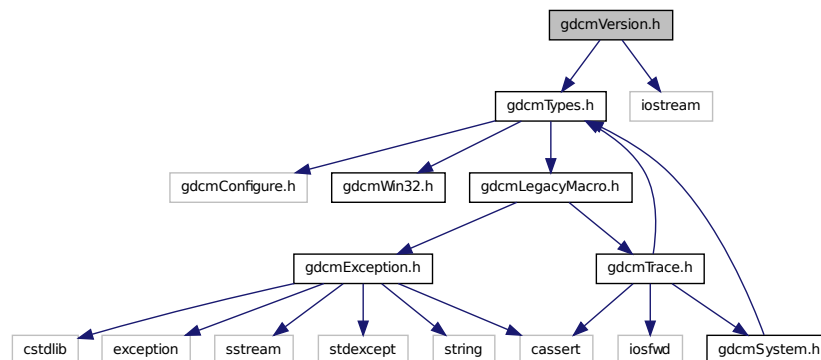 gdcmVersion.h
gdcmTypes.h
iostream
gdcmConfigure.h
gdcmWin32.h
gdcmLegacyMacro.h
gdcmException.h
gdcmTrace.h
cstdlib
exception
sstream
stdexcept
string
cassert
iosfwd
gdcmSystem.h